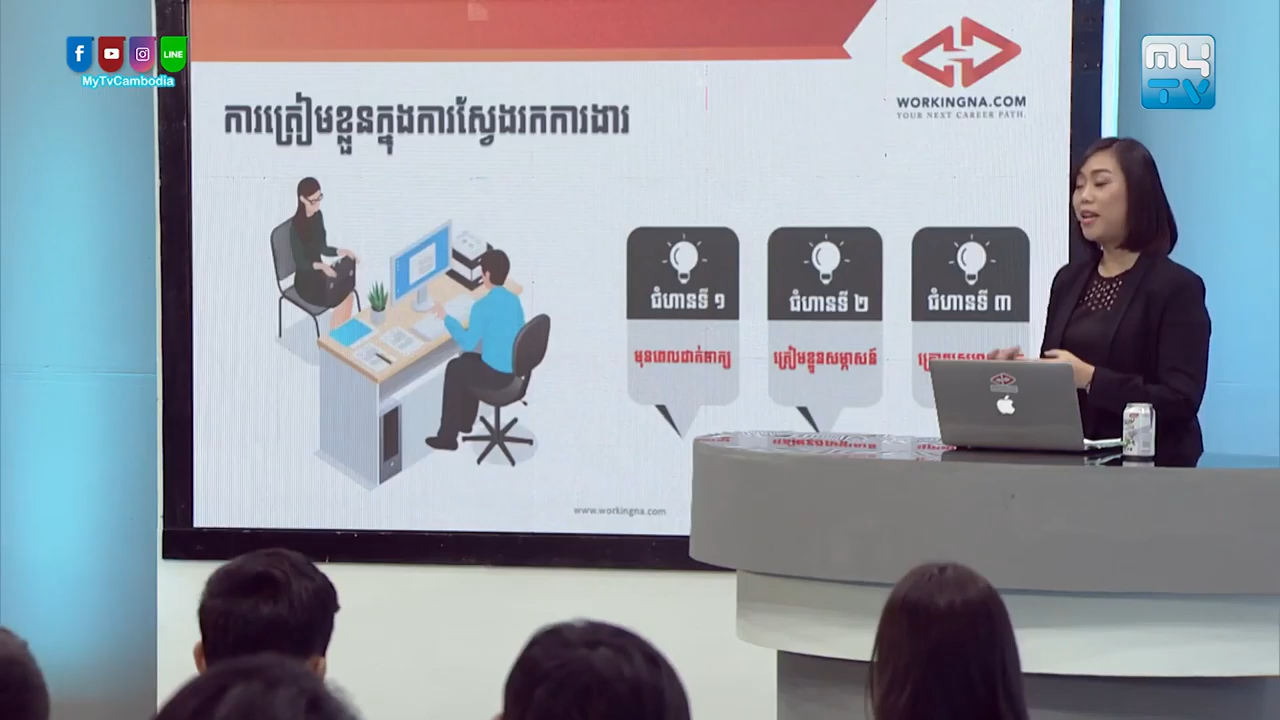 f
LINE
MyTvCambodia
WORKINGNA.COM
YOUR NEXT CAREER PATH.
MY
TV
ការត្រៀមខ្លួនក្នុងការស្វែងរកការងារ
ជំហានទី ១
ជំហានទី ២
ជំហានទី ៣
មុនពេលដាក់ពាក្យ
ត្រៀមខ្លួនសម្ភាសន៍
www.workingna.com